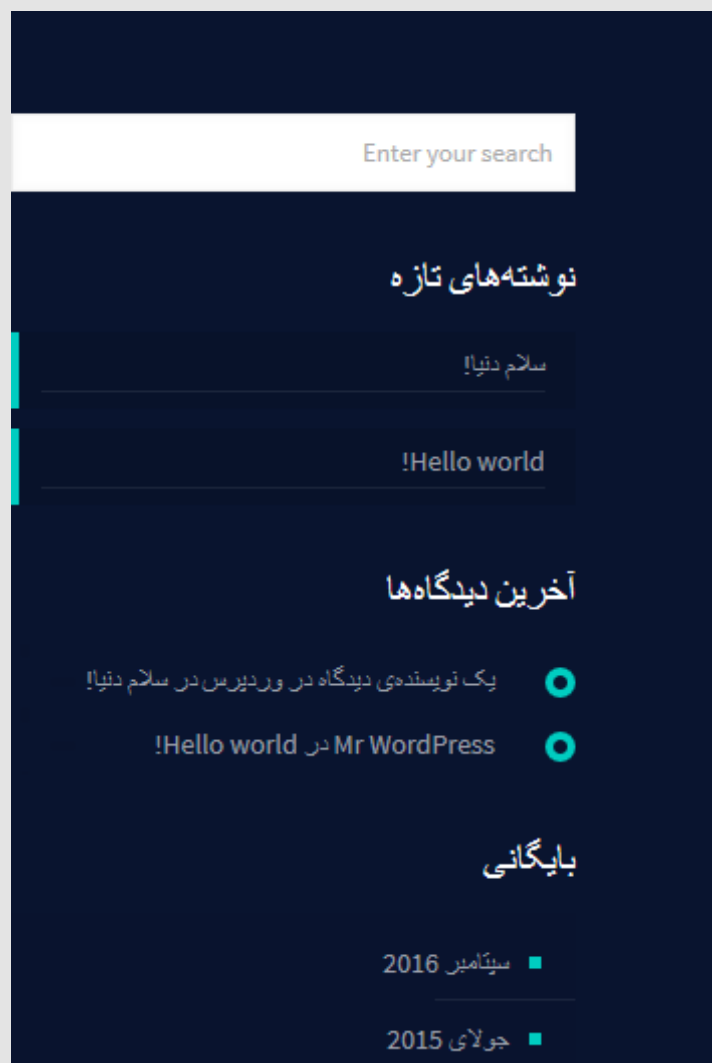 Enter your search
نوشته‌های تازه
سلام دنیا!
Hello world!
آخرین دیدگاه‌ها
یک نویسنده‌ی دیدگاه در وردپرس در سلام دنیا!
Mr WordPress در Hello world!
بایگانی
سپتامبر 2016
جولای 2015